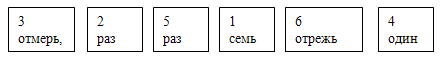 3 2 5 1 6 4
отмерь, раз раз семь отрежь один